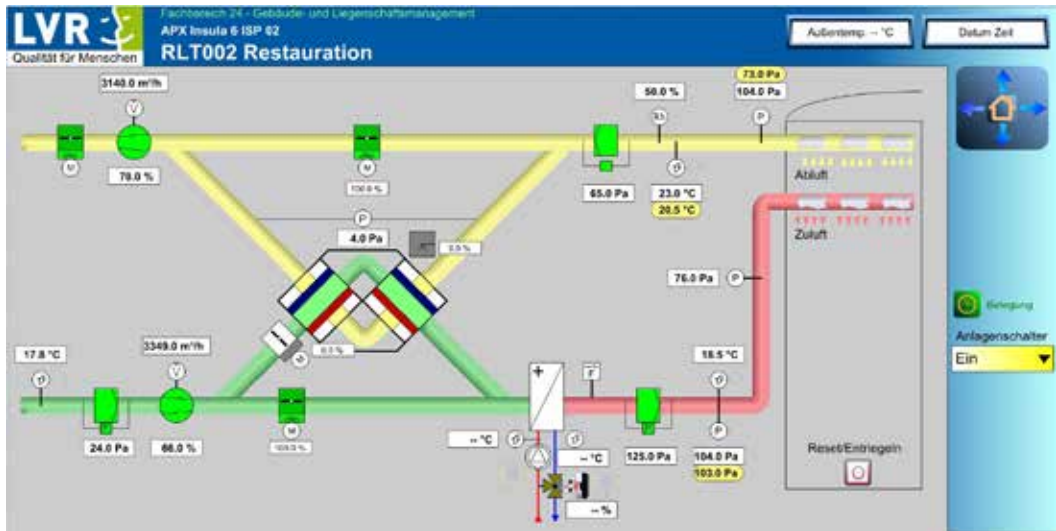 LVR
Qualität für Menschen
Fachbereich 24 - Gebäude- und Liegenschaftsmanagement
APX Insula 6 ISP 02
RLT002 Restauration
Außentemp. -- °C
Datum Zeit
3140.0 m³/h
V
M
70.0 %
M
100.0 %
65.0 Pa
50.0 %
23.0 °C
20.5 °C
73.0 Pa
104.0 Pa
P
Abluft
Zuluft
P
4.0 Pa
0.0 %
76.0 Pa
P
M
0.0 %
17.8 °C
3349.0 m³/h
V
24.0 Pa
66.0 %
M
100.0 %
+
-- °C
-- °C
-- %
125.0 Pa
18.5 °C
P
104.0 Pa
103.0 Pa
Reset/Entriegeln
Belegung
Anlagenschalter
Ein